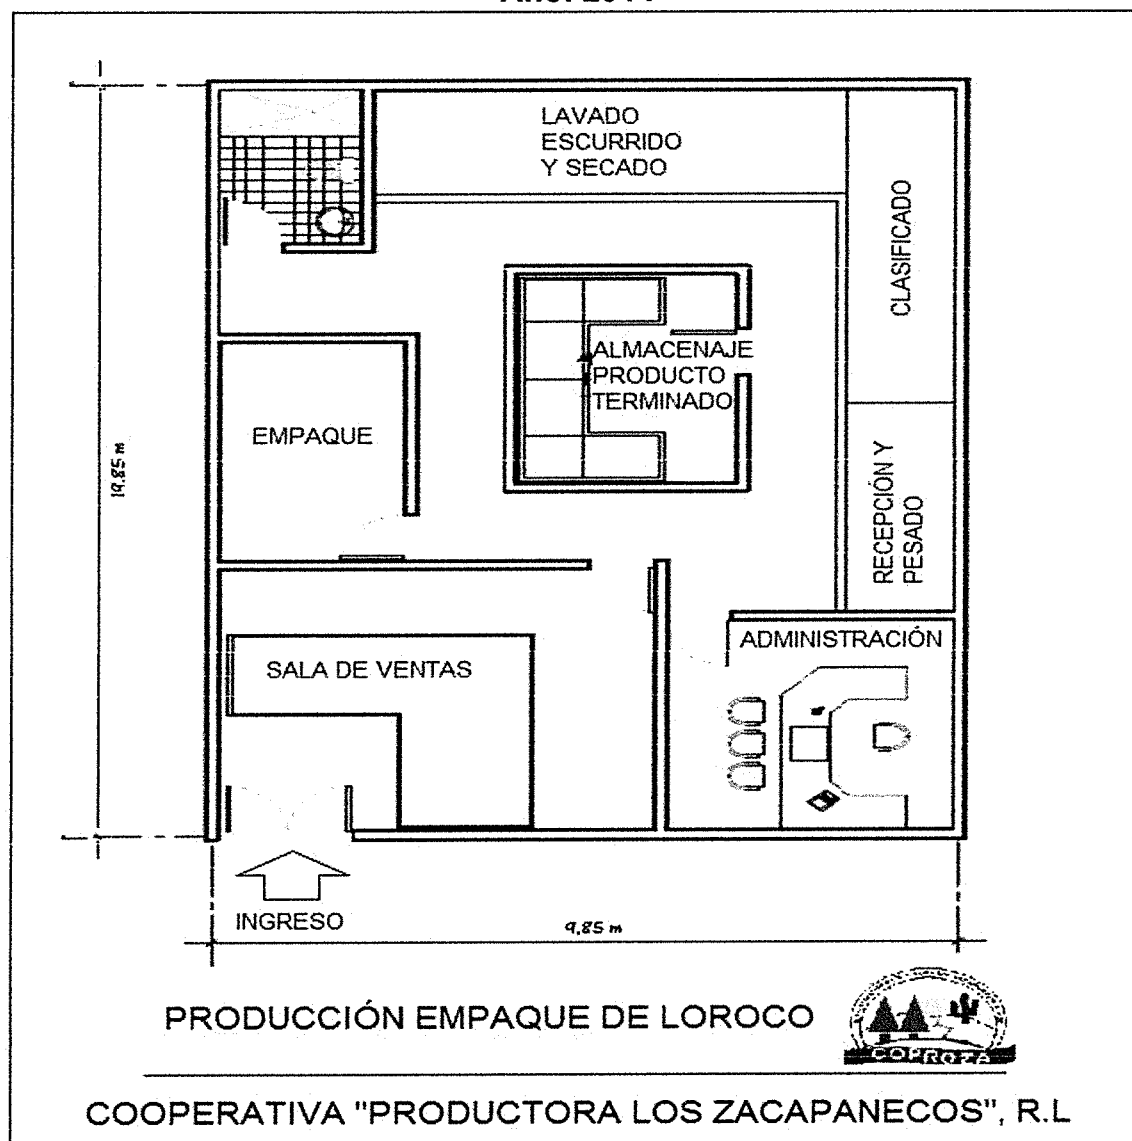 LAVADO
ESCURRIDO
Y SECADO
CLASIFICADO
ALMACENAJE
PRODUCTO
TERMINADO
EMPAQUE
RECEPCIÓN Y
PESADO
19.85 m
SALA DE VENTAS
ADMINISTRACIÓN
INGRESO
9,85 m
PRODUCCIÓN EMPAQUE DE LOROCO
COPROZA
COOPERATIVA "PRODUCTORA LOS ZACAPANECOS", R.L